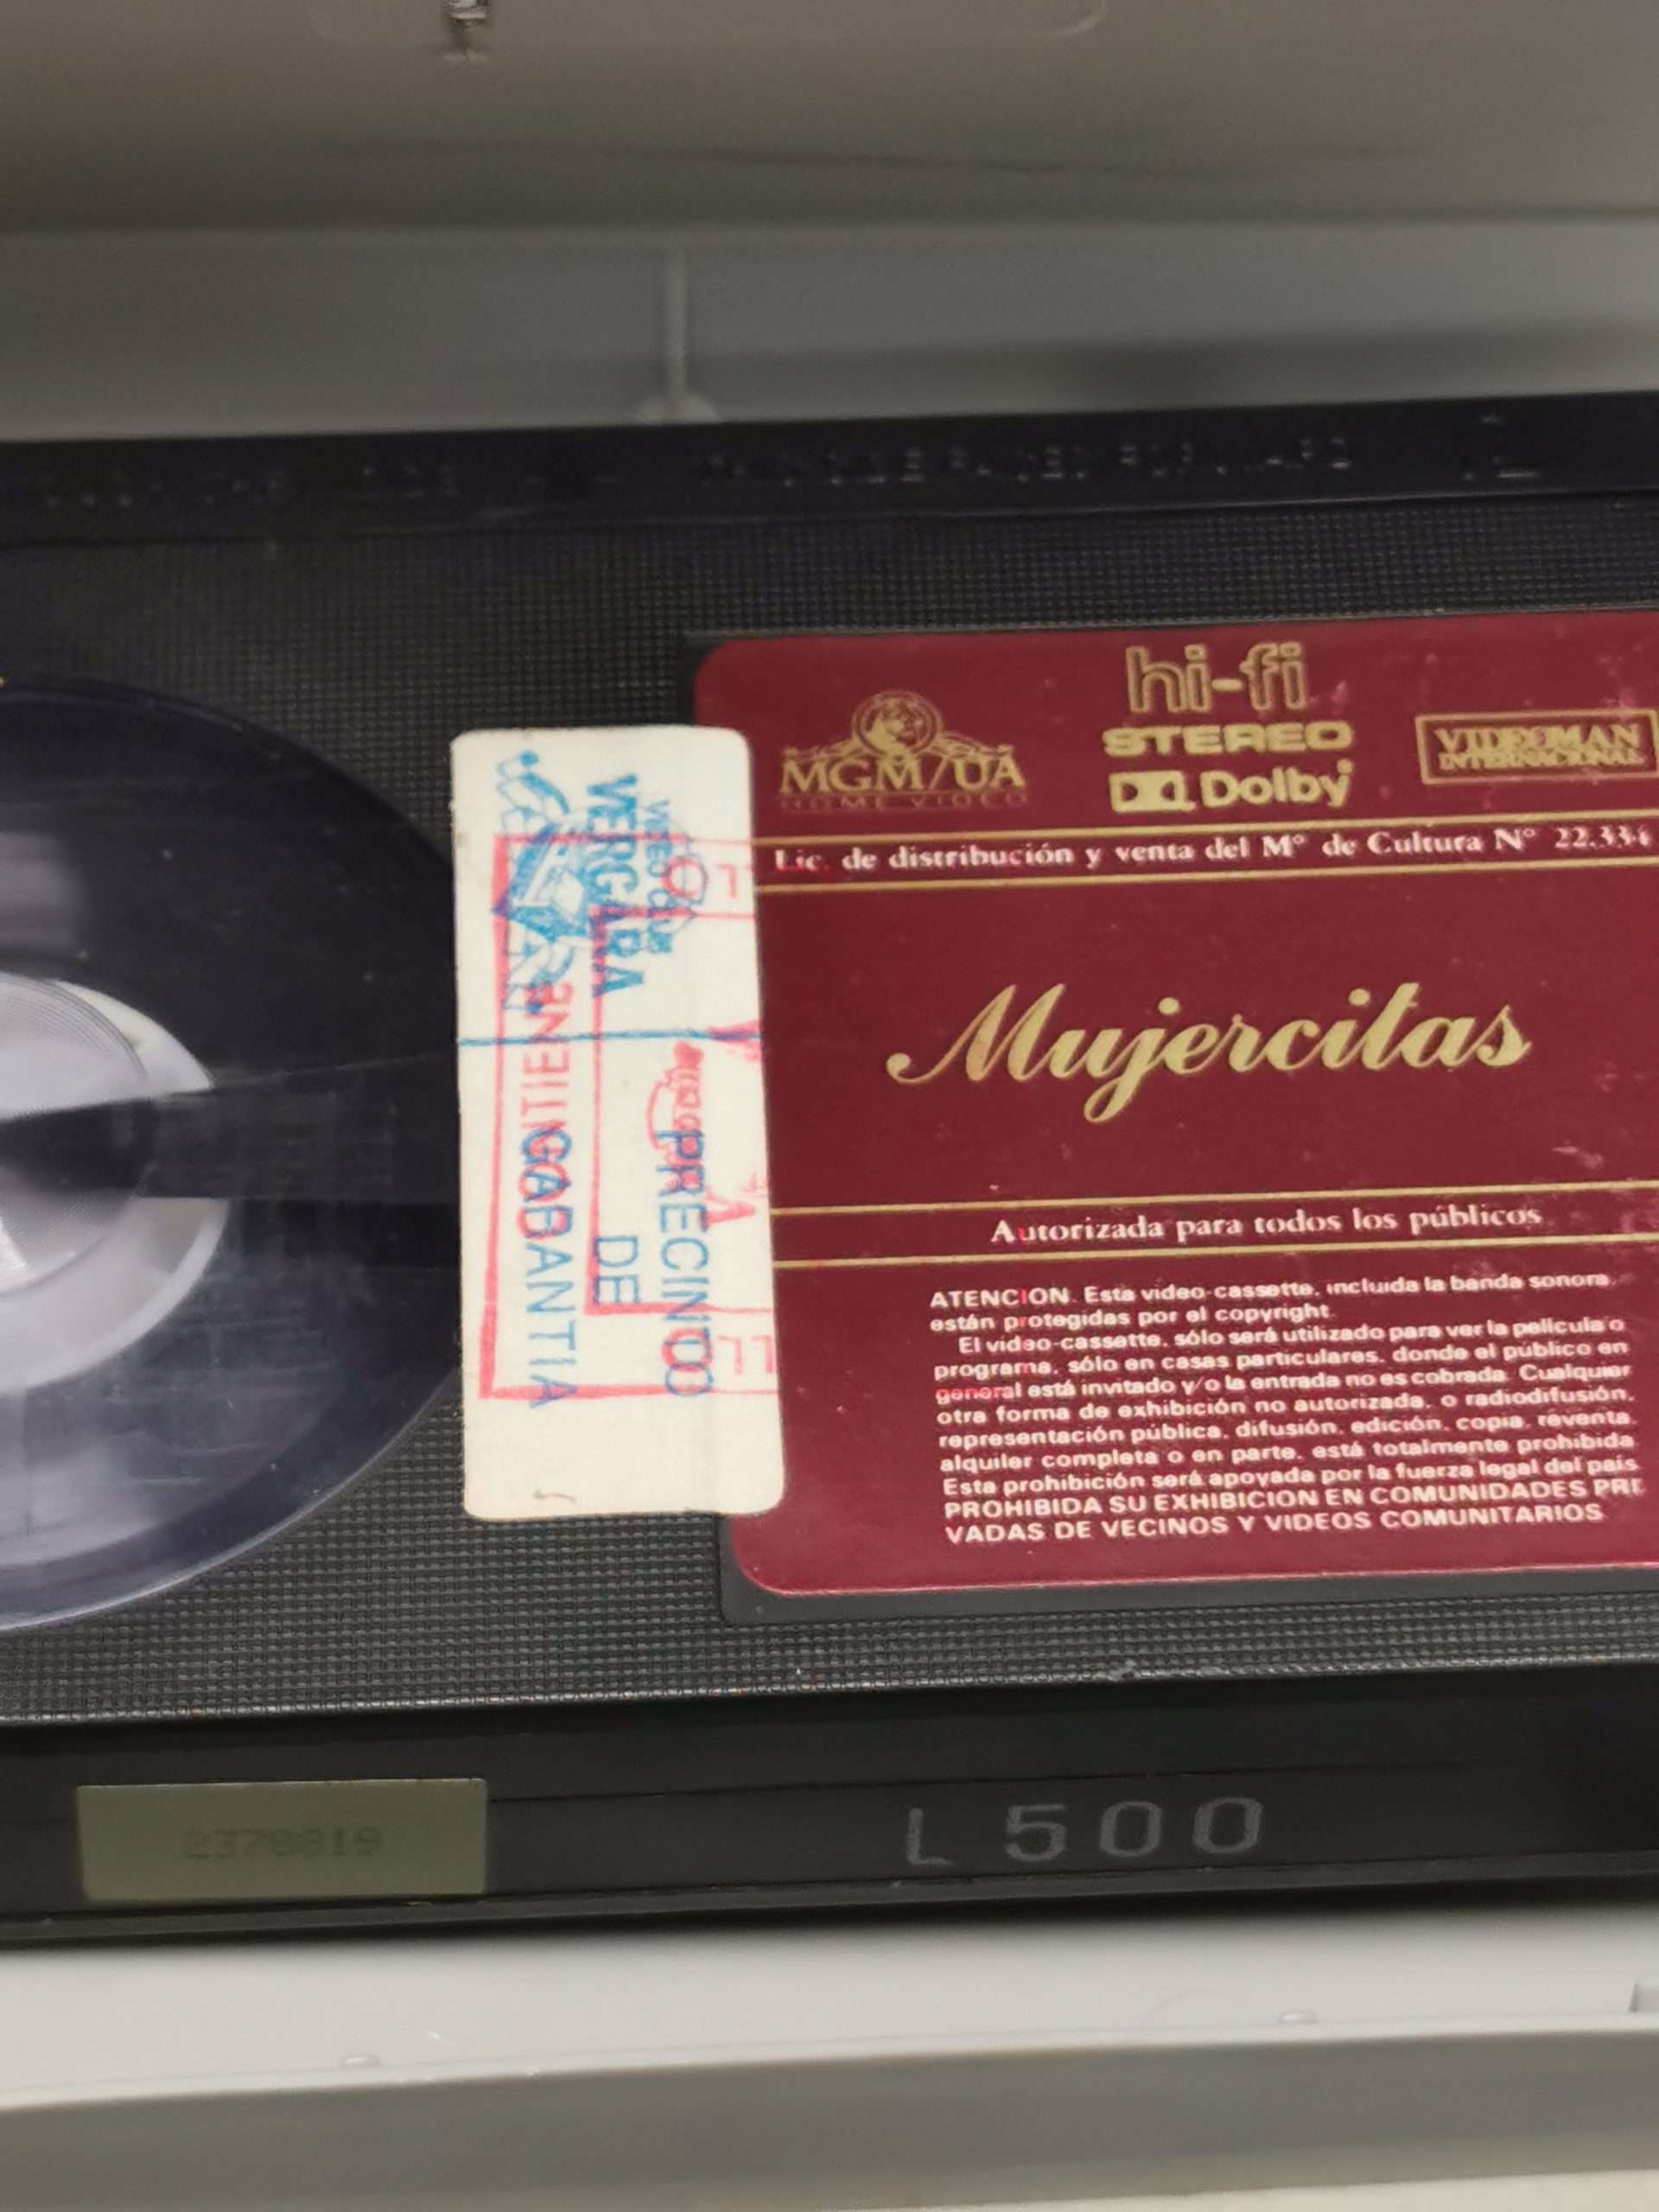 MGM/UA
HOME VIDEO
hi-fi
STEREO
Dolby
VIDEOMAN
INTERNACIONAL
Lic. de distribución y venta del Mº de Cultura Nº 22.334
Mujercitas
Autorizada para todos los públicos
ATENCION. Esta video-cassette, incluida la banda sonora,
están protegidas por el copyright.
El video-cassette, sólo será utilizado para ver la película o
programa, sólo en casas particulares, donde el público en
general está invitado y/o la entrada no es cobrada. Cualquier
otra forma de exhibición no autorizada, o radiodifusión,
representación pública, difusión, edición, copia, reventa,
alquiler completa o en parte, está totalmente prohibida
Esta prohibición será apoyada por la fuerza legal del país
PROHIBIDA SU EXHIBICION EN COMUNIDADES PRI
VADAS DE VECINOS Y VIDEOS COMUNITARIOS
VERGARA
PRECINTO
DE
GARANTIA
L 500